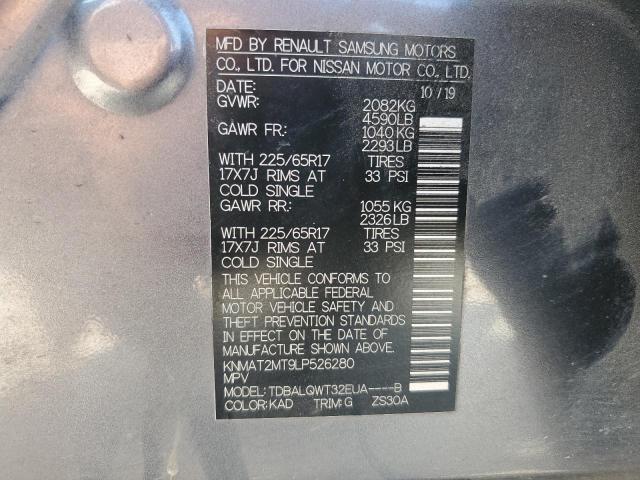 MFD BY RENAULT SAMSUNG MOTORS
CO., LTD. FOR NISSAN MOTOR CO., LTD.
DATE: 10/19
GVWR: 2082KG
4590LB
GAWR FR: 1040KG
2293LB
WITH 225/65R17 TIRES
17X7J RIMS AT 33 PSI
COLD SINGLE
GAWR RR: 1055KG
2326LB
WITH 225/65R17 TIRES
17X7J RIMS AT 33 PSI
COLD SINGLE
THIS VEHICLE CONFORMS TO
ALL APPLICABLE FEDERAL
MOTOR VEHICLE SAFETY AND
THEFT PREVENTION STANDARDS
IN EFFECT ON THE DATE OF
MANUFACTURE SHOWN ABOVE.
KNMAT2MT9LP526280
MPV
MODEL: TDBALQWT32EUA----B
COLOR:KAD TRIM:G ZS30A